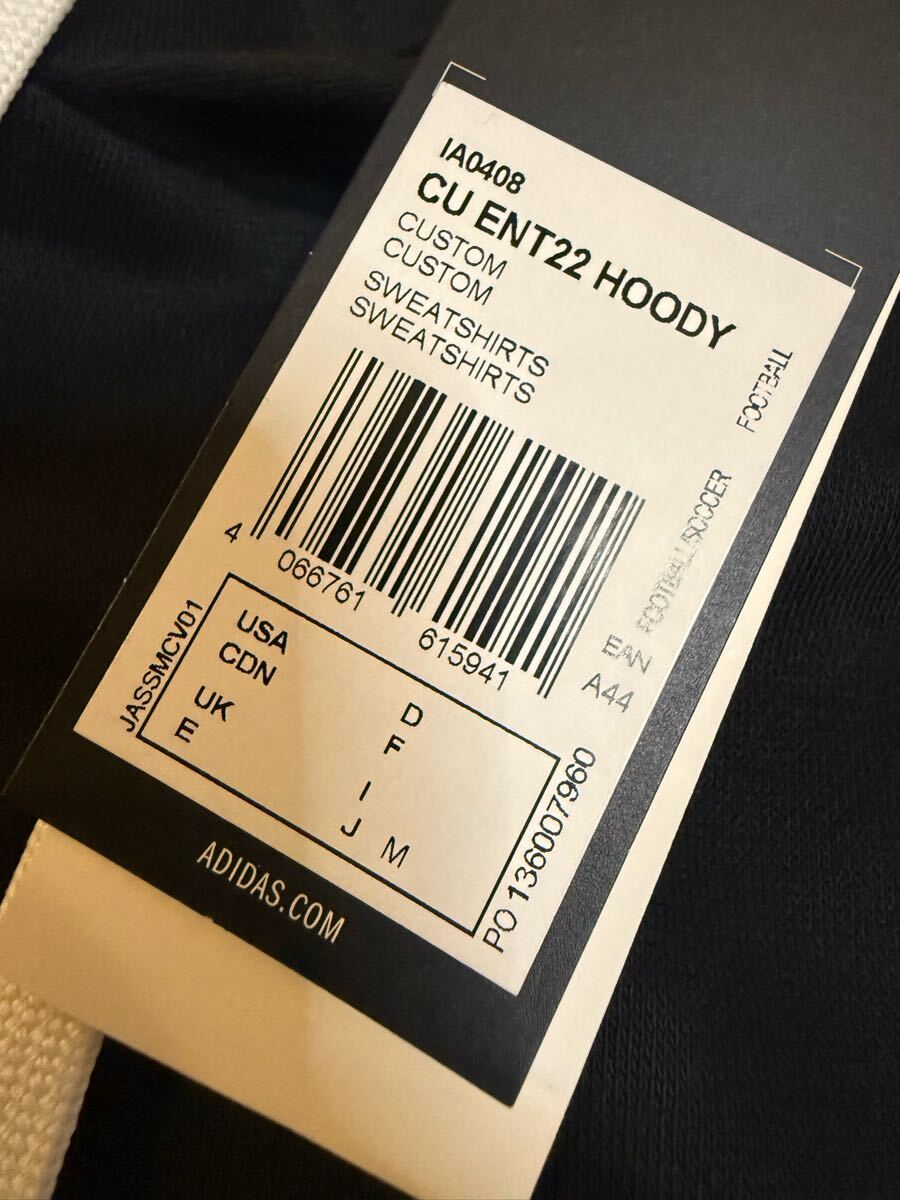 IA0408
CU ENT22 HOODY
CUSTOM
CUSTOM
SWEATSHIRTS
SWEATSHIRTS
FOOTBALL
FOOTBALL/SOCCER
4 066761 615941
EAN
A44
JASSMCV01
USA
CDN
UK
E
D
F
I
J M
PO 136007960
ADIDAS.COM